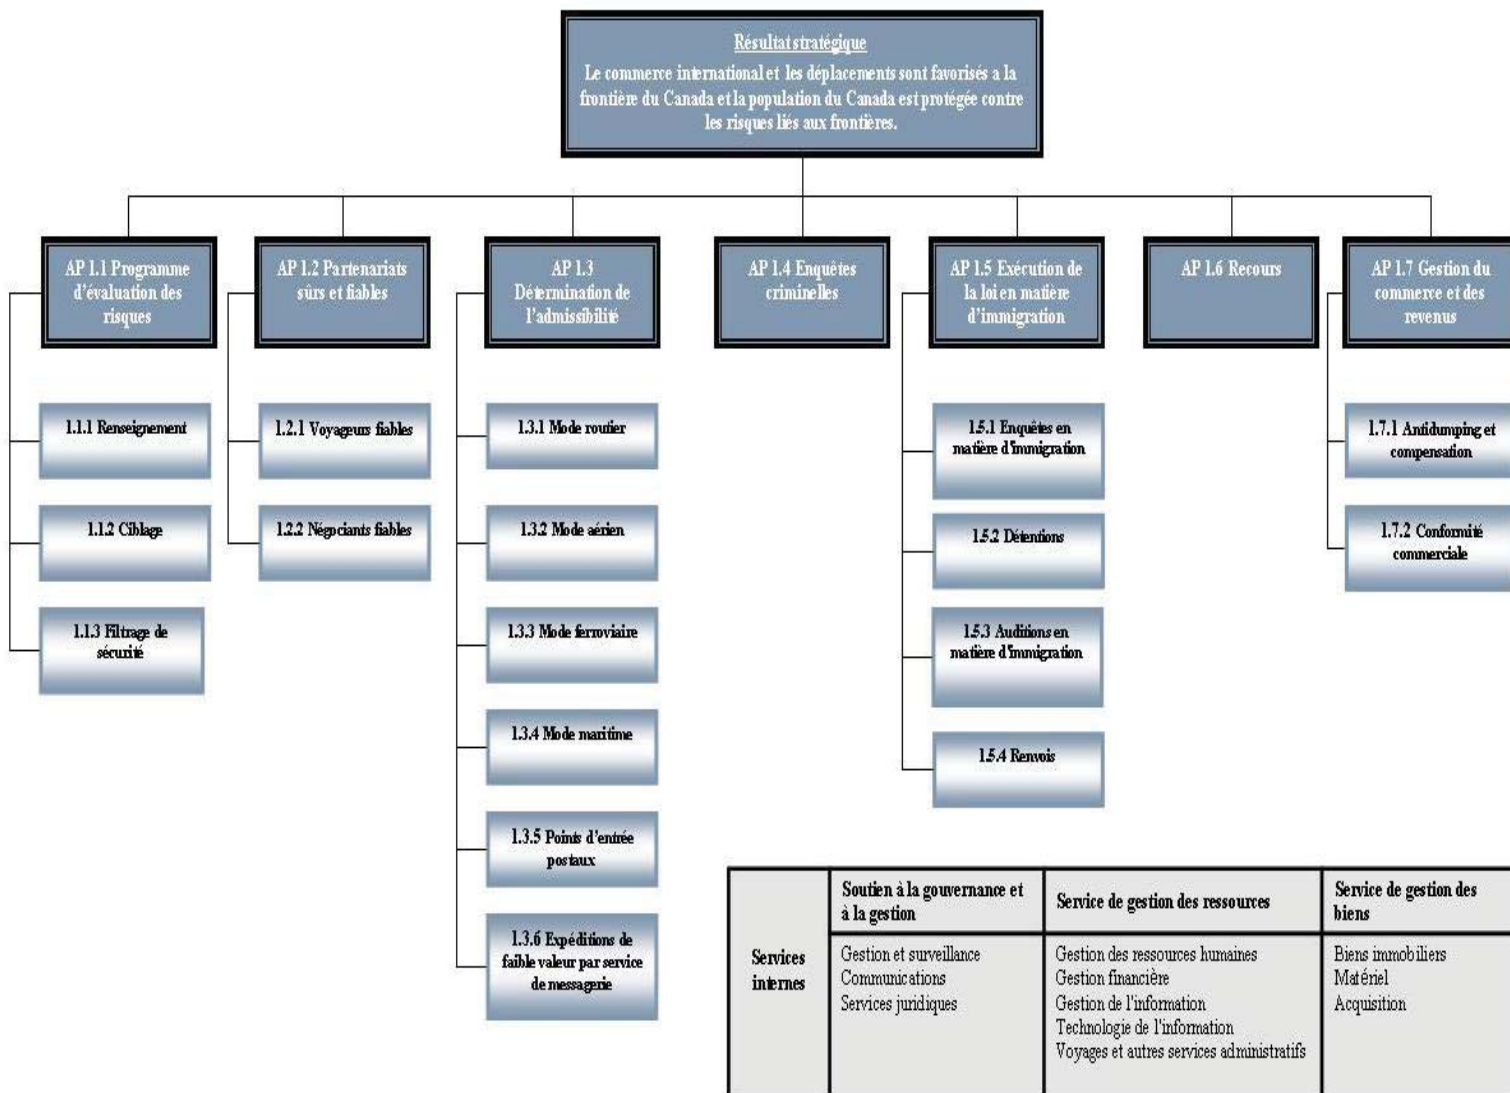 Résultat stratégique
Le commerce international et les déplacements sont favorisés a la
frontière du Canada et la population du Canada est protégée contre
les risques liés aux frontières.
AP 1.1 Programme
d'évaluation des
risques
1.1.1 Renseignement
1.1.2 Ciblage
1.1.3 Filtrage de
sécurité
AP 1.2 Partenariats
sûrs et fiables
1.2.1 Voyageurs fiables
1.2.2 Négociants fiables
AP 1.3
Détermination de
l'admissibilité
1.3.1 Mode routier
1.3.2 Mode aérien
1.3.3 Mode ferroviaire
1.3.4 Mode maritime
1.3.5 Points d'entrée
postaux
1.3.6 Expéditions de
faible valeur par service
de messagerie
AP 1.4 Enquêtes
criminelles
AP 1.5 Exécution de
la loi en matière
d'immigration
1.5.1 Enquêtes en
matière d'immigration
1.5.2 Détentions
1.5.3 Auditions en
matière d'immigration
1.5.4 Renvois
AP 1.6 Recours
AP 1.7 Gestion du
commerce et des
revenus
1.7.1 Antidumping et
compensation
1.7.2 Conformité
commerciale
Services
internes
Soutien à la gouvernance et
à la gestion
Gestion et surveillance
Communications
Services juridiques
Service de gestion des ressources
Gestion des ressources humaines
Gestion financière
Gestion de l'information
Technologie de l'information
Voyages et autres services administratifs
Service de gestion des
biens
Biens immobiliers
Matériel
Acquisition